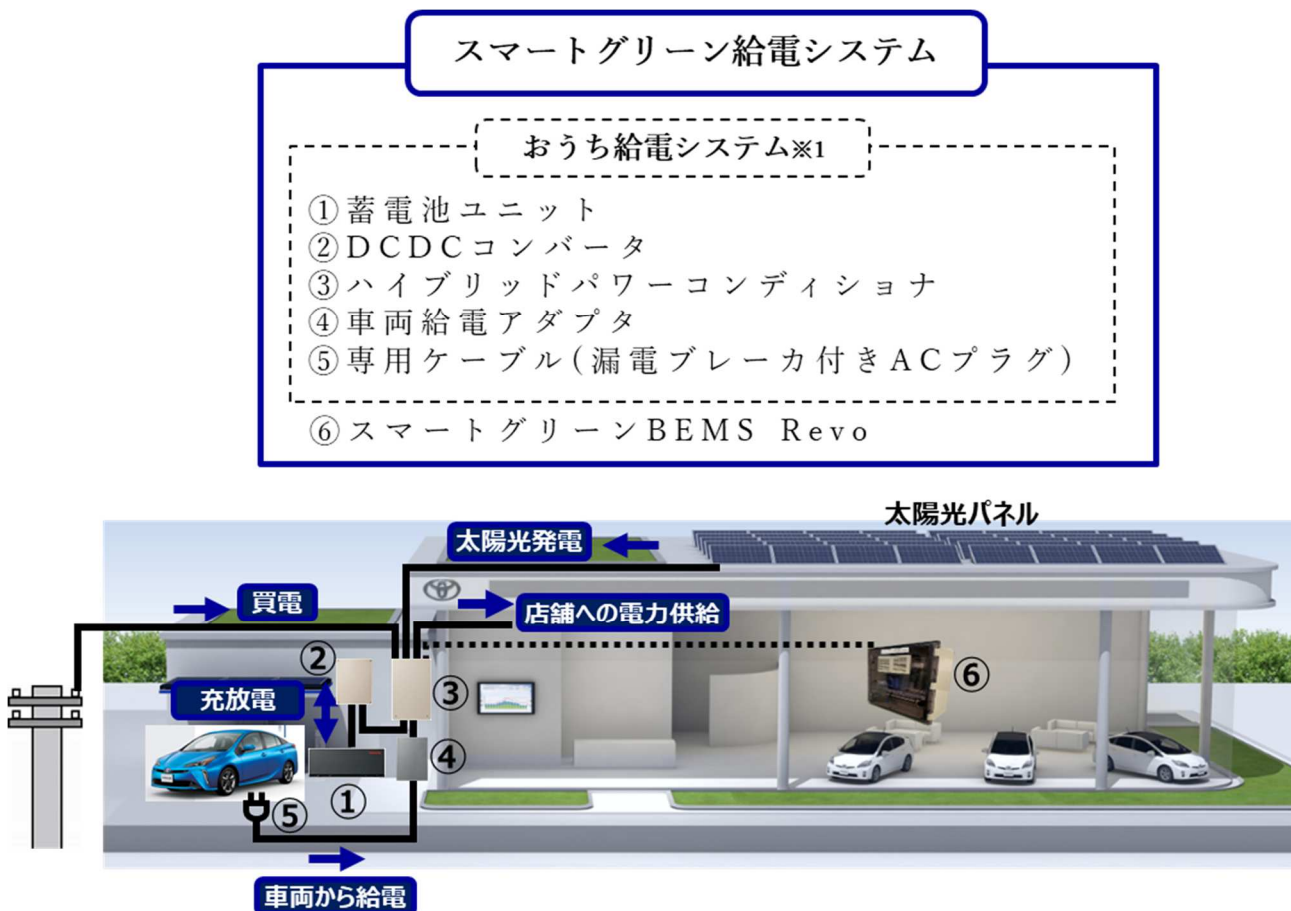 スマートグリーン給電システム
おうち給電システム※1
①蓄電池ユニット
②DCDCコンバータ
③ハイブリッドパワーコンディショナ
④車両給電アダプタ
⑤専用ケーブル(漏電ブレーカ付きACプラグ)
⑥スマートグリーンBEMS Revo
太陽光パネル
太陽光発電
買電
店舗への電力供給
②
③
⑥
充放電
④
①
⑤
車両から給電